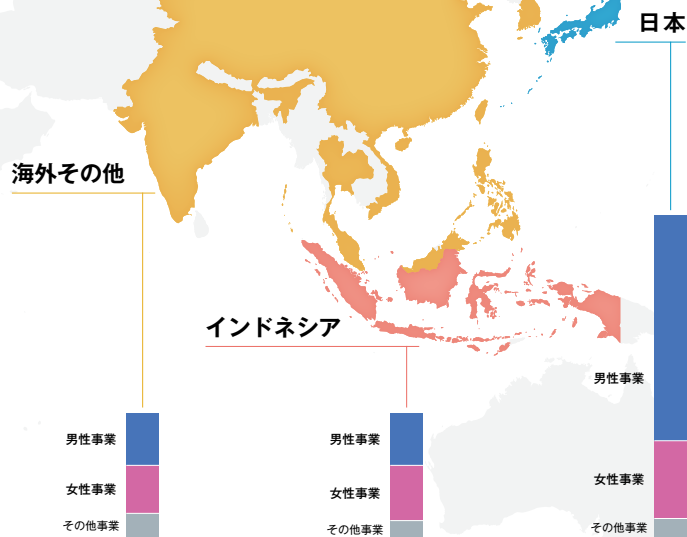 日本
海外その他
インドネシア
男性事業
女性事業
その他事業
男性事業
女性事業
その他事業
男性事業
女性事業
その他事業